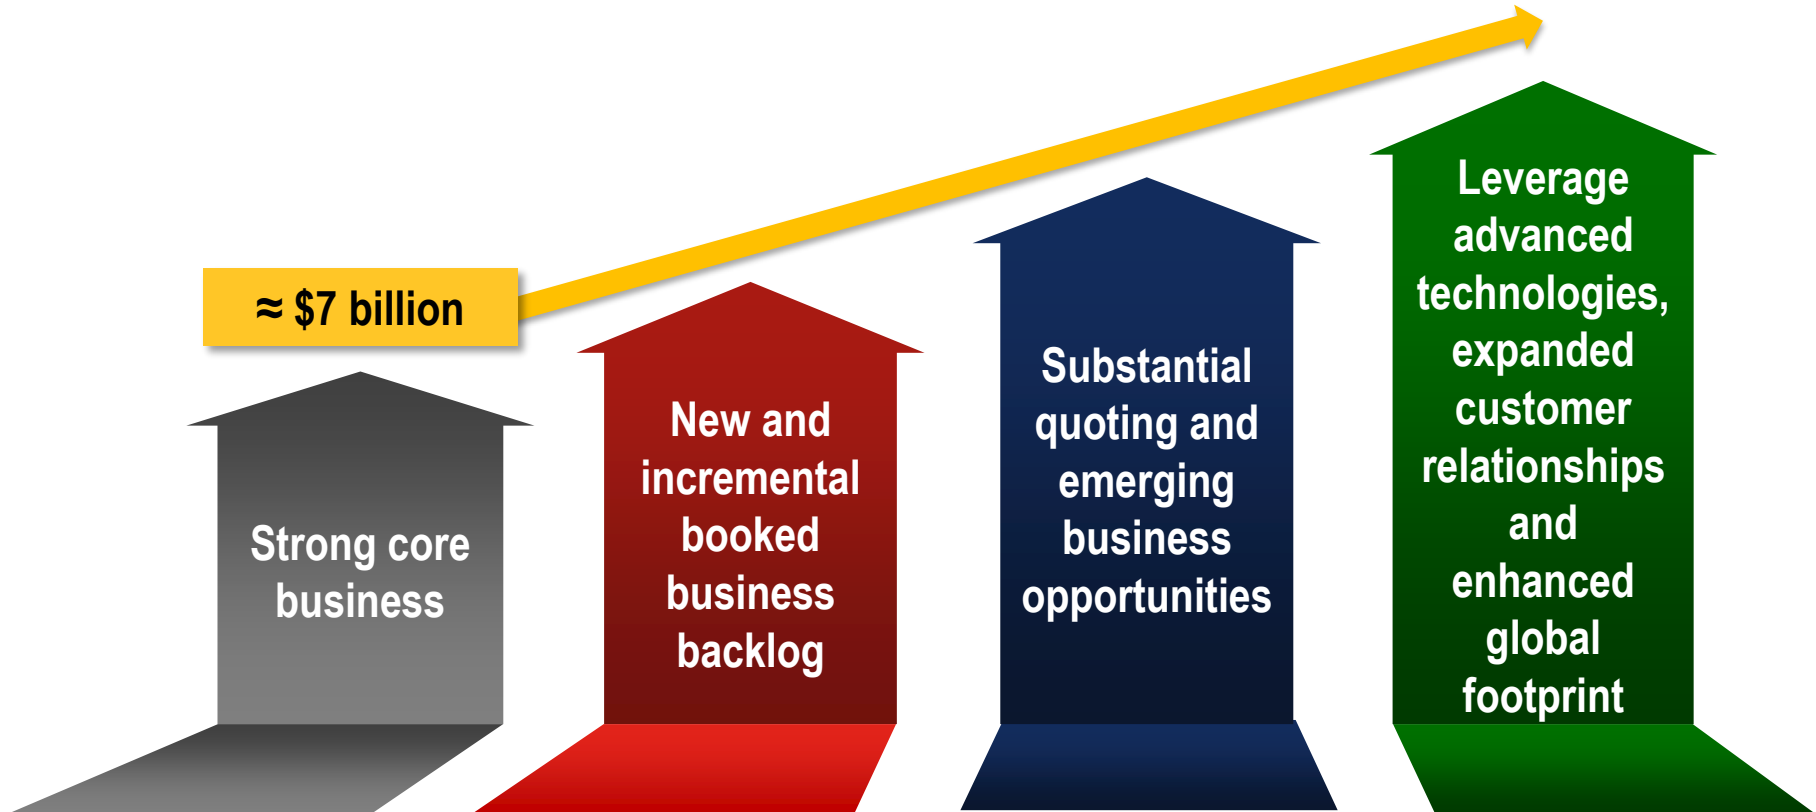 ≈ $7 billion
Strong core
business
New and
incremental
booked
business
backlog
Substantial
quoting and
emerging
business
opportunities
Leverage
advanced
technologies,
expanded
customer
relationships
and
enhanced
global
footprint